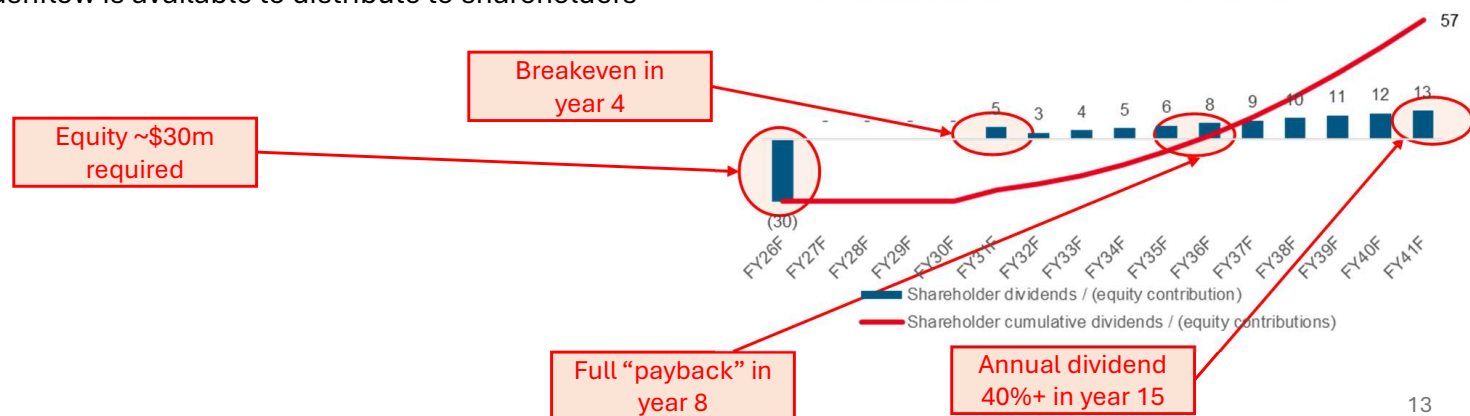 cashflow is available to distribute to shareholders
57
Breakeven in
year 4
Equity ~$30m
required
- - - - 5 3 4 5 6 8 9 10 11 12 13
(30)
FY26F FY27F FY28F FY29F FY30F FY31F FY32F FY33F FY34F FY35F FY36F FY37F FY38F FY39F FY40F FY41F
Shareholder dividends / (equity contribution)
Shareholder cumulative dividends / (equity contributions)
Full “payback” in
year 8
Annual dividend
40%+ in year 15
13